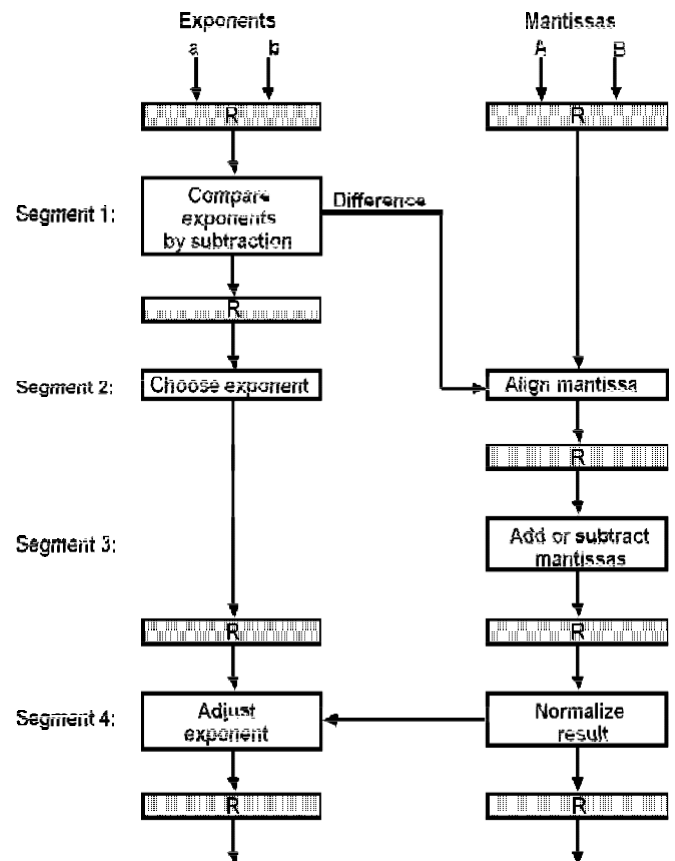 Exponents
Mantissas
a
b
A
B
R
R
Segment 1:
Compare
exponents
by subtraction
Difference
R
Segment 2:
Choose exponent
Align mantissa
R
Segment 3:
Add or subtract
mantissas
R
R
Segment 4:
Adjust
exponent
Normalize
result
R
R